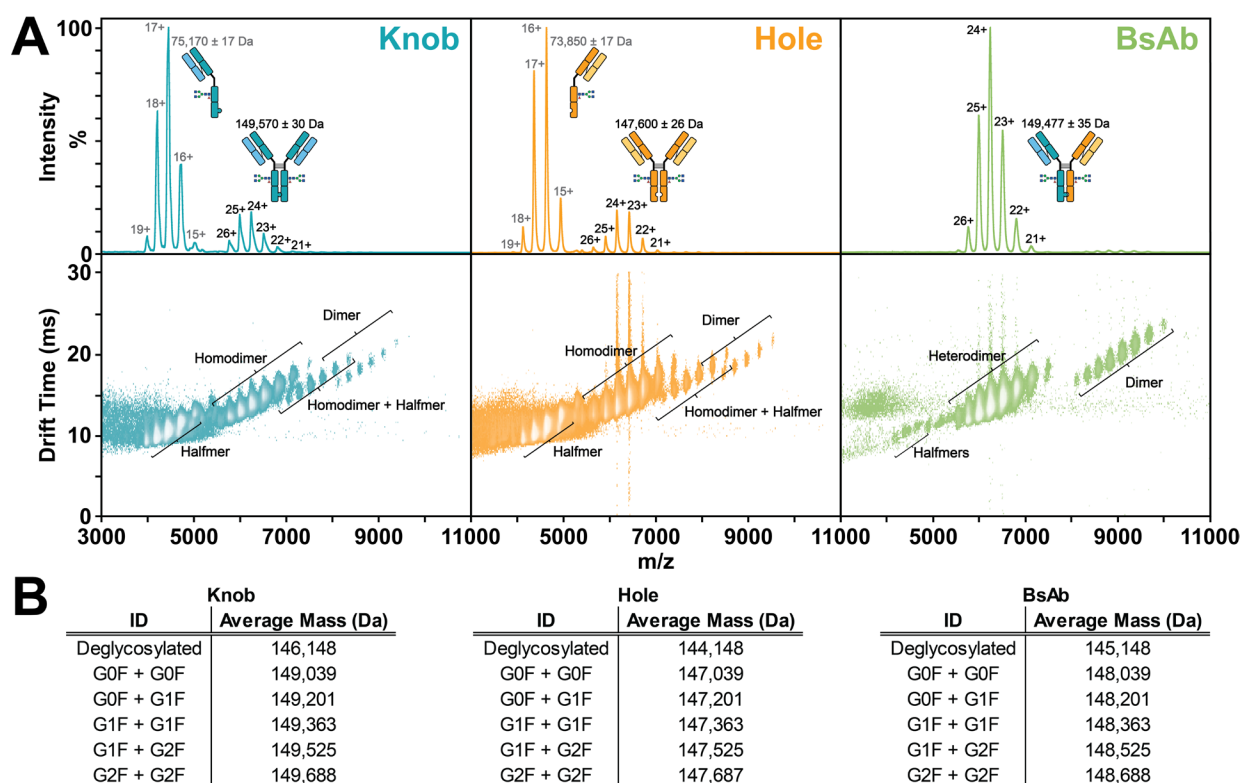 A
Knob
Hole
BsAb
Intensity
%
100
0
17+
75,170 ± 17 Da
18+
16+
19+
15+
149,570 ± 30 Da
26+
25+
24+
23+
22+
21+
16+
73,850 ± 17 Da
17+
15+
18+
19+
147,600 ± 26 Da
26+
25+
24+
23+
22+
21+
24+
25+
23+
149,477 ± 35 Da
26+
22+
21+
Drift Time (ms)
30
20
10
0
Dimer
Homodimer
Homodimer + Halfmer
Halfmer
Dimer
Homodimer
Homodimer + Halfmer
Halfmer
Heterodimer
Dimer
Halfmers
3000 5000 7000 9000 11000 5000 7000 9000 11000 5000 7000 9000 11000
m/z
B
Knob
ID Average Mass (Da)
Deglycosylated 146,148
G0F + G0F 149,039
G0F + G1F 149,201
G1F + G1F 149,363
G1F + G2F 149,525
G2F + G2F 149,688
Hole
ID Average Mass (Da)
Deglycosylated 144,148
G0F + G0F 147,039
G0F + G1F 147,201
G1F + G1F 147,363
G1F + G2F 147,525
G2F + G2F 147,687
BsAb
ID Average Mass (Da)
Deglycosylated 145,148
G0F + G0F 148,039
G0F + G1F 148,201
G1F + G1F 148,363
G1F + G2F 148,525
G2F + G2F 148,688